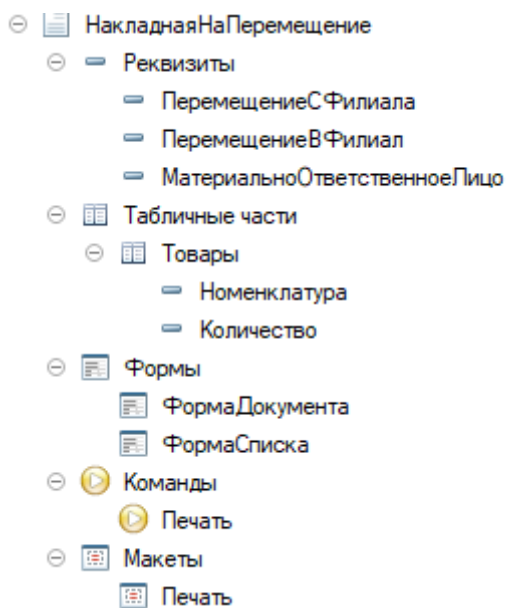 НакладнаяНаПеремещение
Реквизиты
ПеремещениеСФилиала
ПеремещениеВФилиал
МатериальноОтветственноеЛицо
Табличные части
Товары
Номенклатура
Количество
Формы
ФормаДокумента
ФормаСписка
Команды
Печать
Макеты
Печать